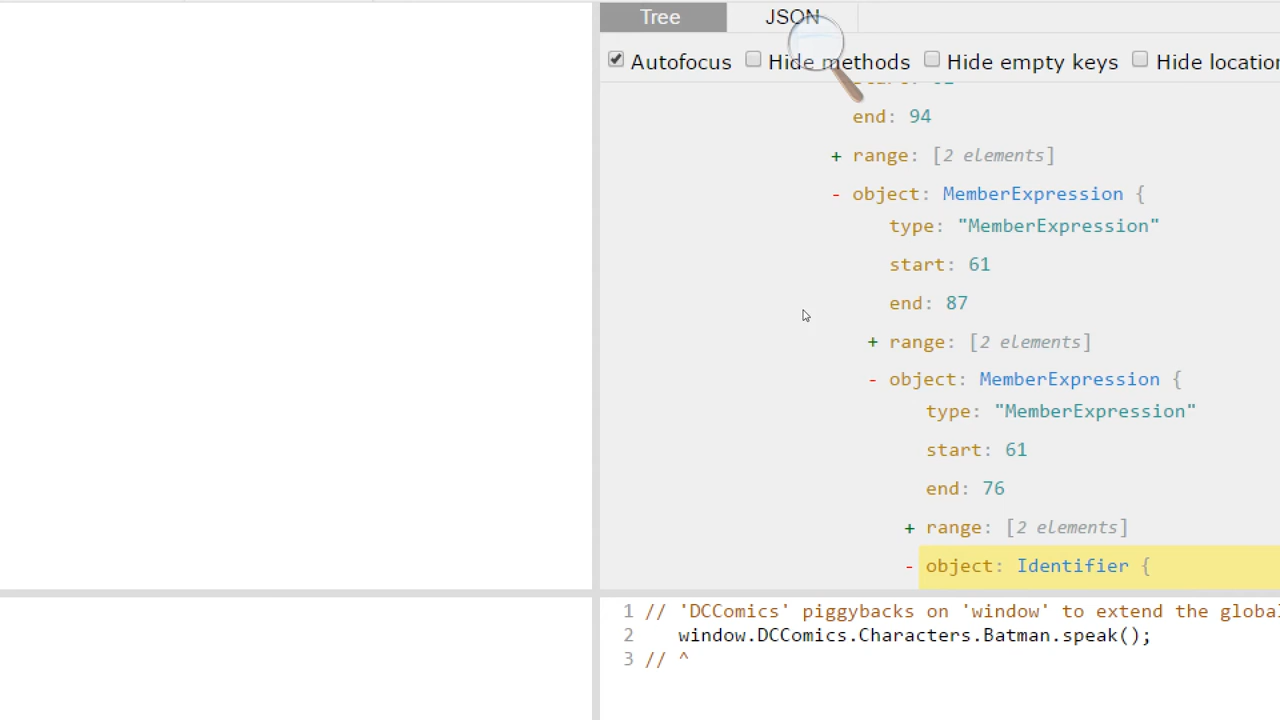 Tree JSON
Autofocus Hide methods Hide empty keys Hide location
end: 94
+ range: [2 elements]
- object: MemberExpression {
type: "MemberExpression"
start: 61
end: 87
+ range: [2 elements]
- object: MemberExpression {
type: "MemberExpression"
start: 61
end: 76
+ range: [2 elements]
- object: Identifier {
1 // 'DCComics' piggybacks on 'window' to extend the global
2 window.DCComics.Characters.Batman.speak();
3 // ^